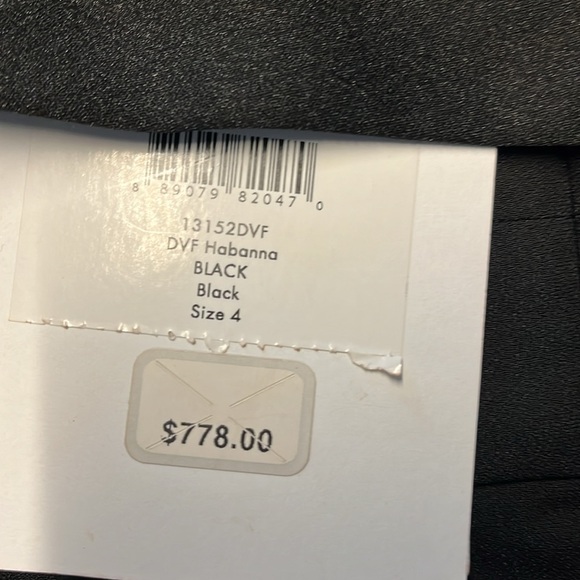 8 89079 82047 0
13152DVF
DVF Habanna
BLACK
Black
Size 4
$778.00